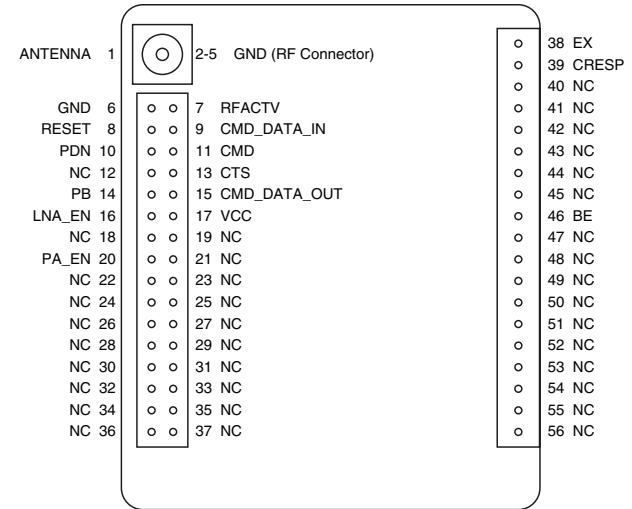 ANTENNA 1 2-5 GND (RF Connector)
GND 6 7 RFACTV
RESET 8 9 CMD_DATA_IN
PDN 10 11 CMD
NC 12 13 CTS
PB 14 15 CMD_DATA_OUT
LNA_EN 16 17 VCC
NC 18 19 NC
PA_EN 20 21 NC
NC 22 23 NC
NC 24 25 NC
NC 26 27 NC
NC 28 29 NC
NC 30 31 NC
NC 32 33 NC
NC 34 35 NC
NC 36 37 NC
38 EX
39 CRESP
40 NC
41 NC
42 NC
43 NC
44 NC
45 NC
46 BE
47 NC
48 NC
49 NC
50 NC
51 NC
52 NC
53 NC
54 NC
55 NC
56 NC